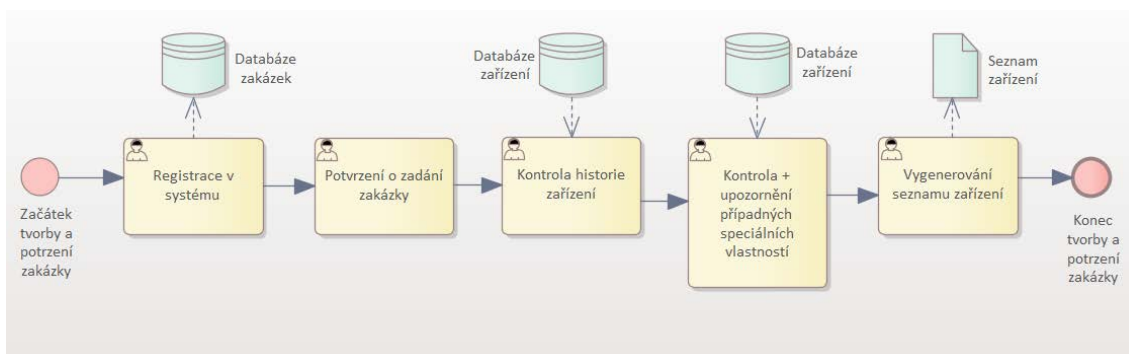 Databáze
zakázek
Databáze
zařízení
Databáze
zařízení
Seznam
zařízení
Začátek
tvorby a
potrzení
zakázky
Registrace v
systému
Potvrzení o zadání
zakázky
Kontrola historie
zařízení
Kontrola +
upozornění
případných
speciálních
vlastností
Vygenerování
seznamu zařízení
Konec
tvorby a
potrzení
zakázky